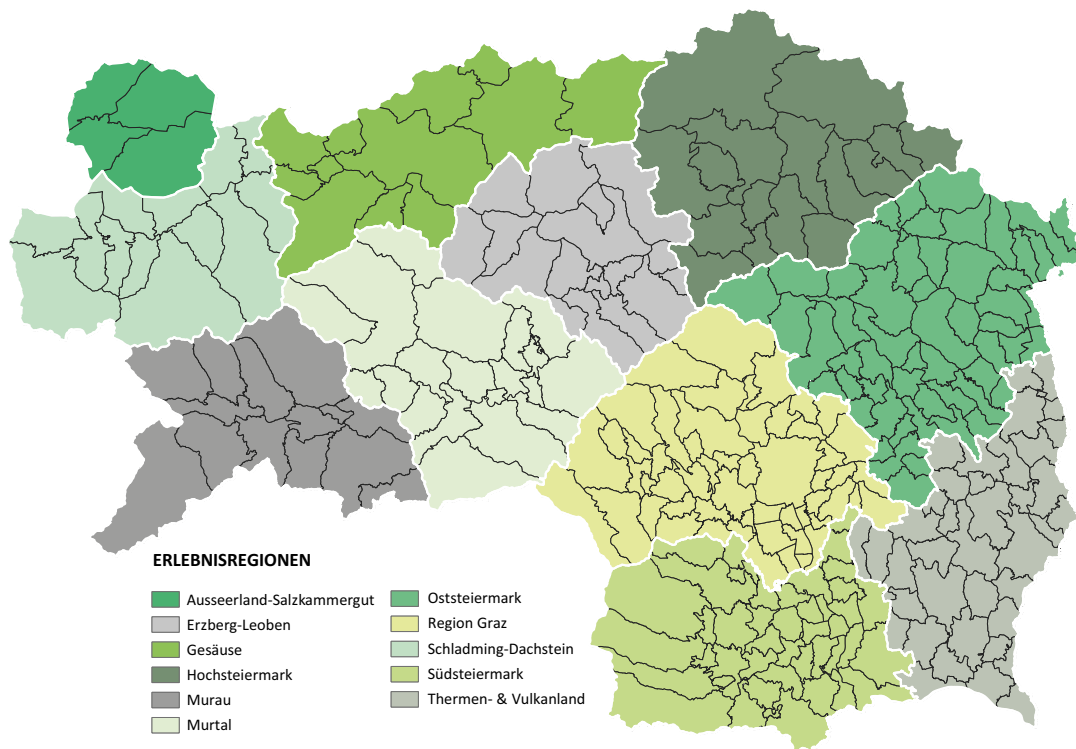 ERLEBNISREGIONEN
Ausseerland-Salzkammergut
Erzberg-Leoben
Gesäuse
Hochsteiermark
Murau
Murtal
Oststeiermark
Region Graz
Schladming-Dachstein
Südsteiermark
Thermen- & Vulkanland